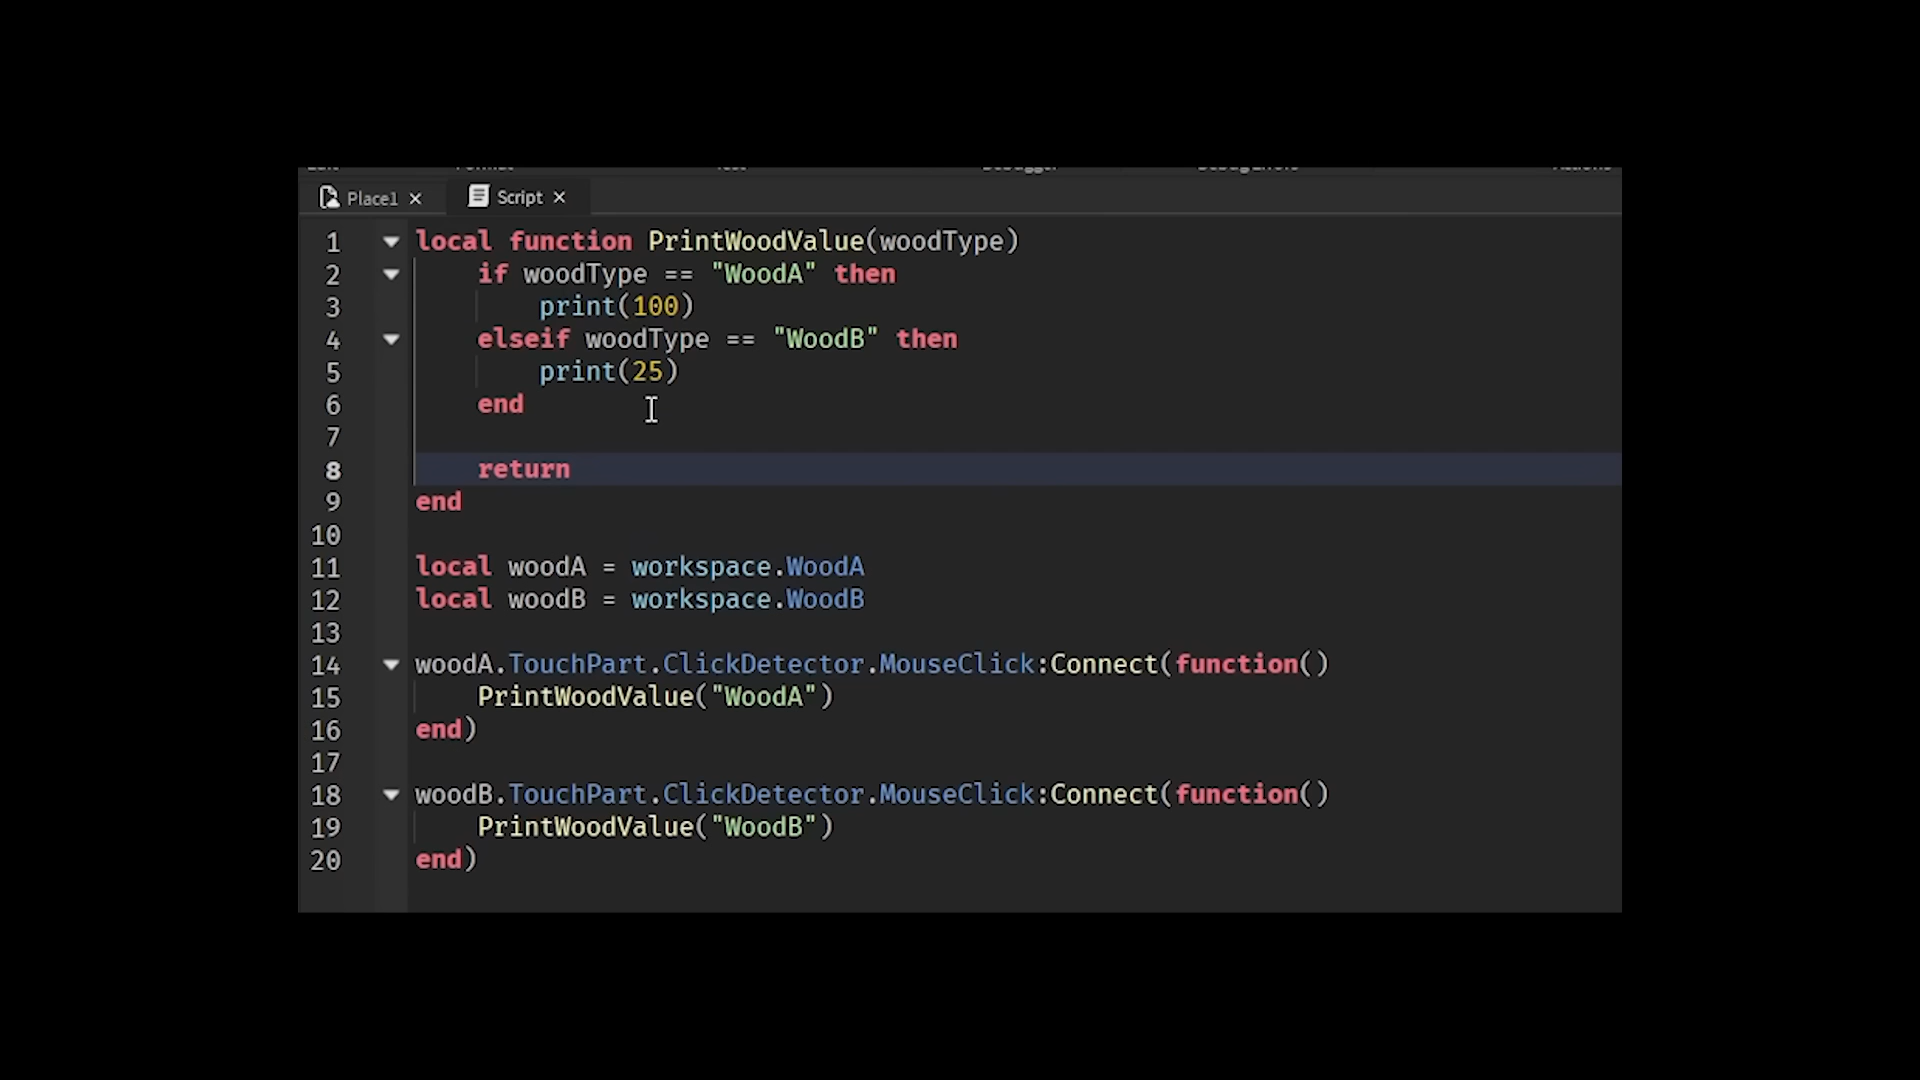 Place1
Script
1 local function PrintWoodValue(woodType)
2 if woodType == "WoodA" then
3 print(100)
4 elseif woodType == "WoodB" then
5 print(25)
6 end
7
8 return
9 end
10
11 local woodA = workspace.WoodA
12 local woodB = workspace.WoodB
13
14 woodA.TouchPart.ClickDetector.MouseClick:Connect(function()
15 PrintWoodValue("WoodA")
16 end)
17
18 woodB.TouchPart.ClickDetector.MouseClick:Connect(function()
19 PrintWoodValue("WoodB")
20 end)